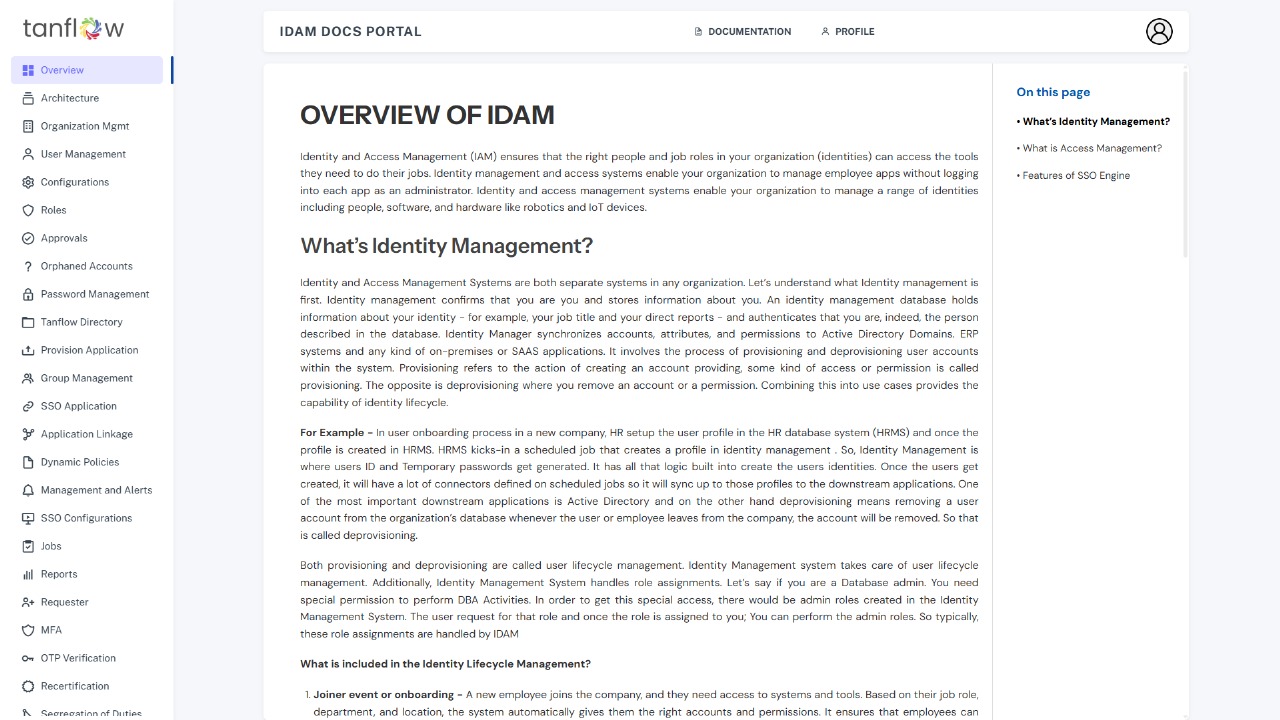 tanflow
Overview
Architecture
Organization Mgmt
User Management
Configurations
Roles
Approvals
Orphaned Accounts
Password Management
Tanflow Directory
Provision Application
Group Management
SSO Application
Application Linkage
Dynamic Policies
Management and Alerts
SSO Configurations
Jobs
Reports
Requester
MFA
OTP Verification
Recertification
Segregation of Duties
IDAM DOCS PORTAL
DOCUMENTATION
PROFILE
OVERVIEW OF IDAM
Identity and Access Management (IAM) ensures that the right people and job roles in your organization (identities) can access the tools
they need to do their jobs. Identity management and access systems enable your organization to manage employee apps without logging
into each app as an administrator. Identity and access management systems enable your organization to manage a range of identities
including people, software, and hardware like robotics and IoT devices.
What's Identity Management?
Identity and Access Management Systems are both separate systems in any organization. Let's understand what Identity management is
first. Identity management confirms that you are you and stores information about you. An identity management database holds
information about your identity - for example, your job title and your direct reports - and authenticates that you are, indeed, the person
described in the database. Identity Manager synchronizes accounts, attributes, and permissions to Active Directory Domains. ERP
systems and any kind of on-premises or SAAS applications. It involves the process of provisioning and deprovisioning user accounts
within the system. Provisioning refers to the action of creating an account providing, some kind of access or permission is called
provisioning. The opposite is deprovisioning where you remove an account or a permission. Combining this into use cases provides the
capability of identity lifecycle.
For Example - In user onboarding process in a new company, HR setup the user profile in the HR database system (HRMS) and once the
profile is created in HRMS. HRMS kicks-in a scheduled job that creates a profile in identity management . So, Identity Management is
where users ID and Temporary passwords get generated. It has all that logic built into create the users identities. Once the users get
created, it will have a lot of connectors defined on scheduled jobs so it will sync up to those profiles to the downstream applications. One
of the most important downstream applications is Active Directory and on the other hand deprovisioning means removing a user
account from the organization's database whenever the user or employee leaves from the company, the account will be removed. So that
is called deprovisioning.
Both provisioning and deprovisioning are called user lifecycle management. Identity Management system takes care of user lifecycle
management. Additionally, Identity Management System handles role assignments. Let's say if you are a Database admin. You need
special permission to perform DBA Activities. In order to get this special access, there would be admin roles created in the Identity
Management System. The user request for that role and once the role is assigned to you; You can perform the admin roles. So typically,
these role assignments are handled by IDAM
What is included in the Identity Lifecycle Management?
1. Joiner event or onboarding - A new employee joins the company, and they need access to systems and tools. Based on their job role,
department, and location, the system automatically gives them the right accounts and permissions. It ensures that employees can
On this page
• What's Identity Management?
• What is Access Management?
• Features of SSO Engine